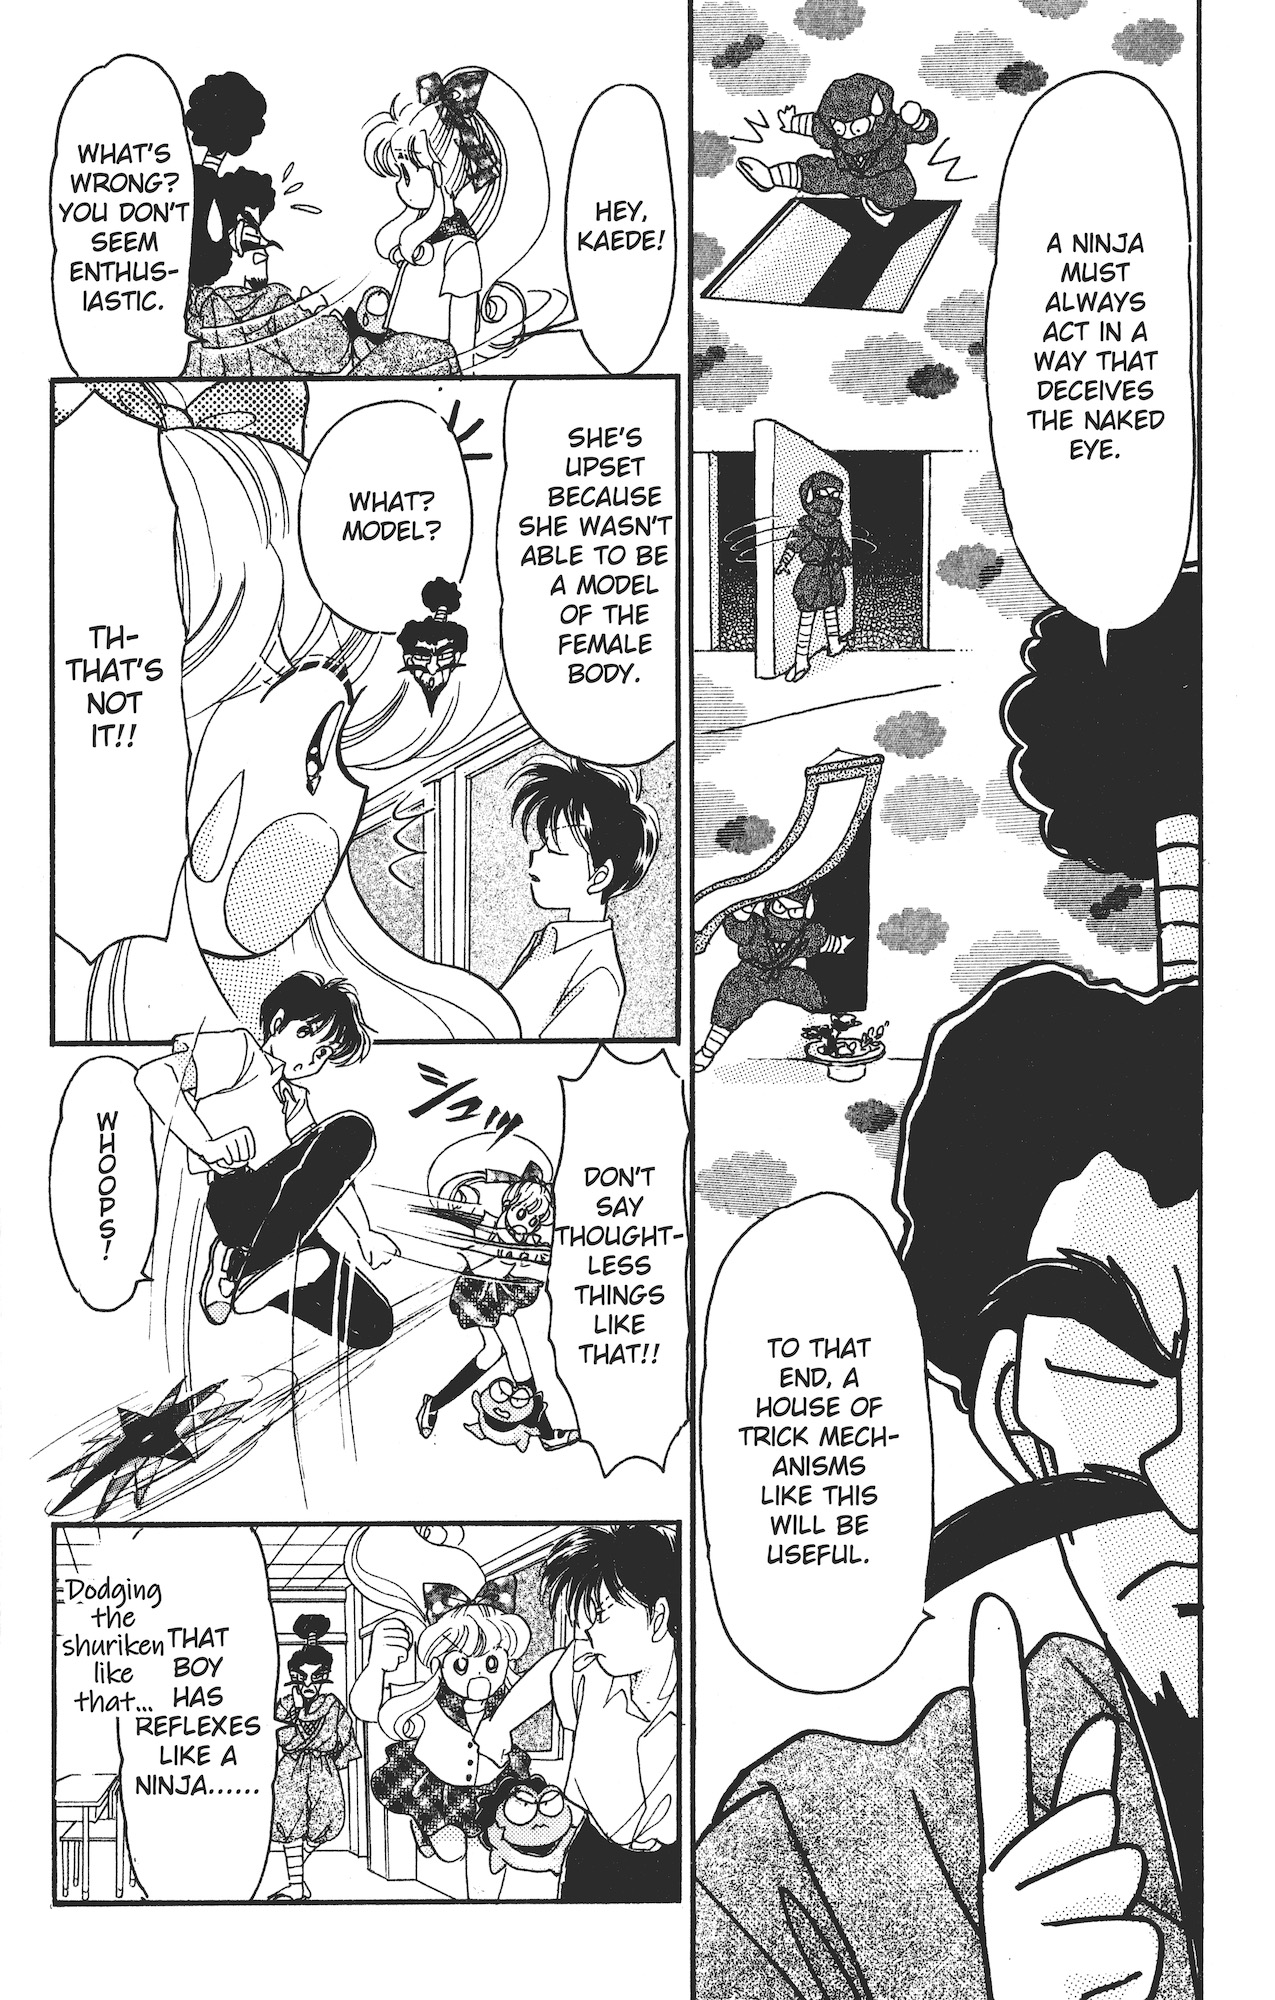 A NINJA
MUST
ALWAYS
ACT IN A
WAY THAT
DECEIVES
THE NAKED
EYE.
TO THAT
END, A
HOUSE OF
TRICK MECH-
ANISMS
LIKE THIS
WILL BE
USEFUL.
HEY,
KAEDE!
WHAT'S
WRONG?
YOU DON'T
SEEM
ENTHUS-
IASTIC.
SHE'S
UPSET
BECAUSE
SHE WASN'T
ABLE TO BE
A MODEL
OF THE
FEMALE
BODY.
WHAT?
MODEL?
TH-
THAT'S
NOT
IT!!
DON'T
SAY
THOUGHT-
LESS
THINGS
LIKE
THAT!!
シュッ
WHOOPS!
THAT
BOY
HAS
REFLEXES
LIKE A
NINJA......
Dodging
the
shuriken
like
that...